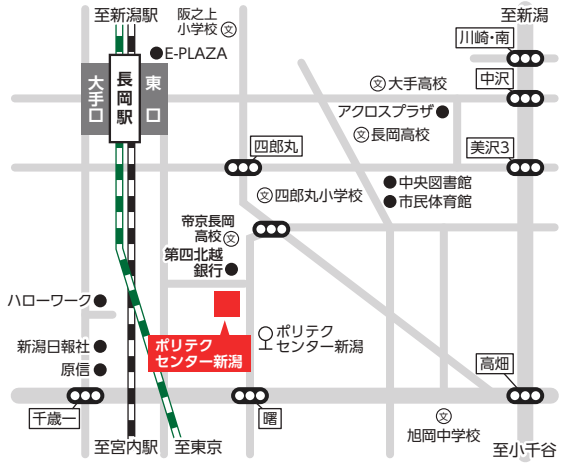 至新潟駅
阪之上
小学校
文
至新潟
川崎・南
E-PLAZA
大手口
長岡駅
東口
文
大手高校
中沢
アクロスプラザ
文
長岡高校
四郎丸
美沢3
文
四郎丸小学校
中央図書館
市民体育館
帝京長岡
高校
文
第四北越
銀行
ハローワーク
ポリテク
センター新潟
ポリテク
センター新潟
新潟日報社
原信
高畑
千歳一
曙
文
旭岡中学校
至宮内駅
至東京
至小千谷